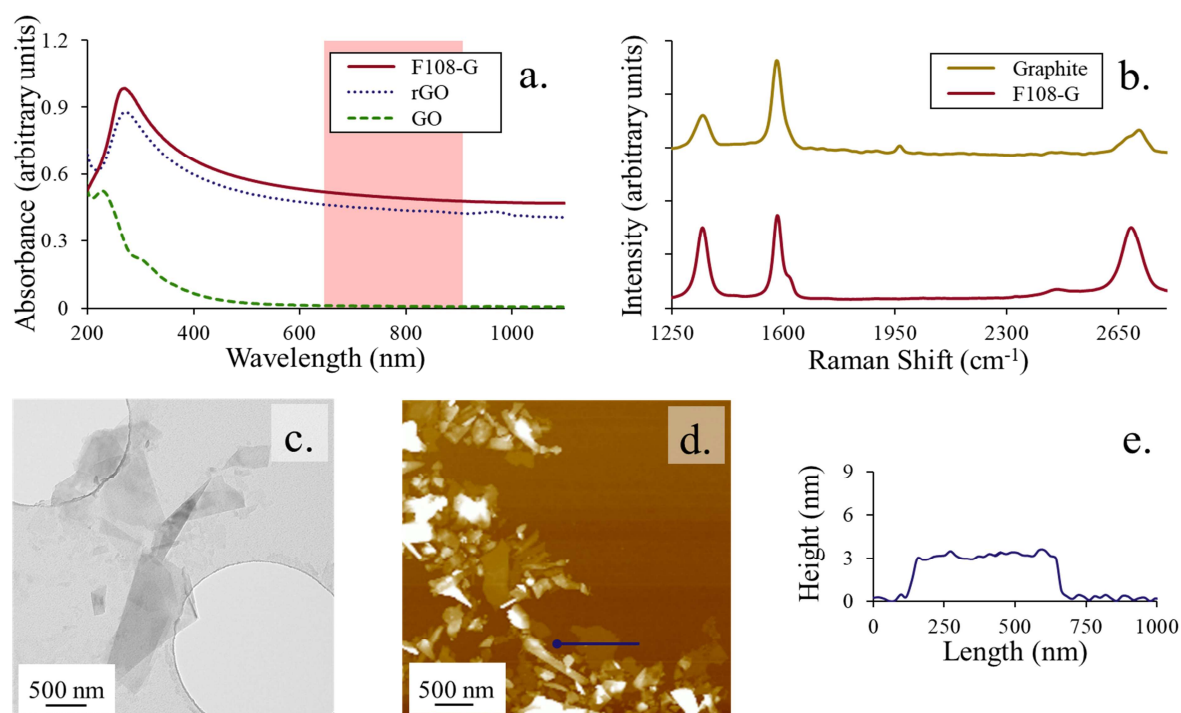 a.
Absorbance (arbitrary units)
1.2
0.9
0.6
0.3
0
F108-G
rGO
GO
200 400 600 800 1000
Wavelength (nm)
b.
Intensity (arbitrary units)
Graphite
F108-G
1250 1600 1950 2300 2650
Raman Shift (cm-1)
c.
500 nm
d.
500 nm
e.
Height (nm)
9
6
3
0
0 250 500 750 1000
Length (nm)